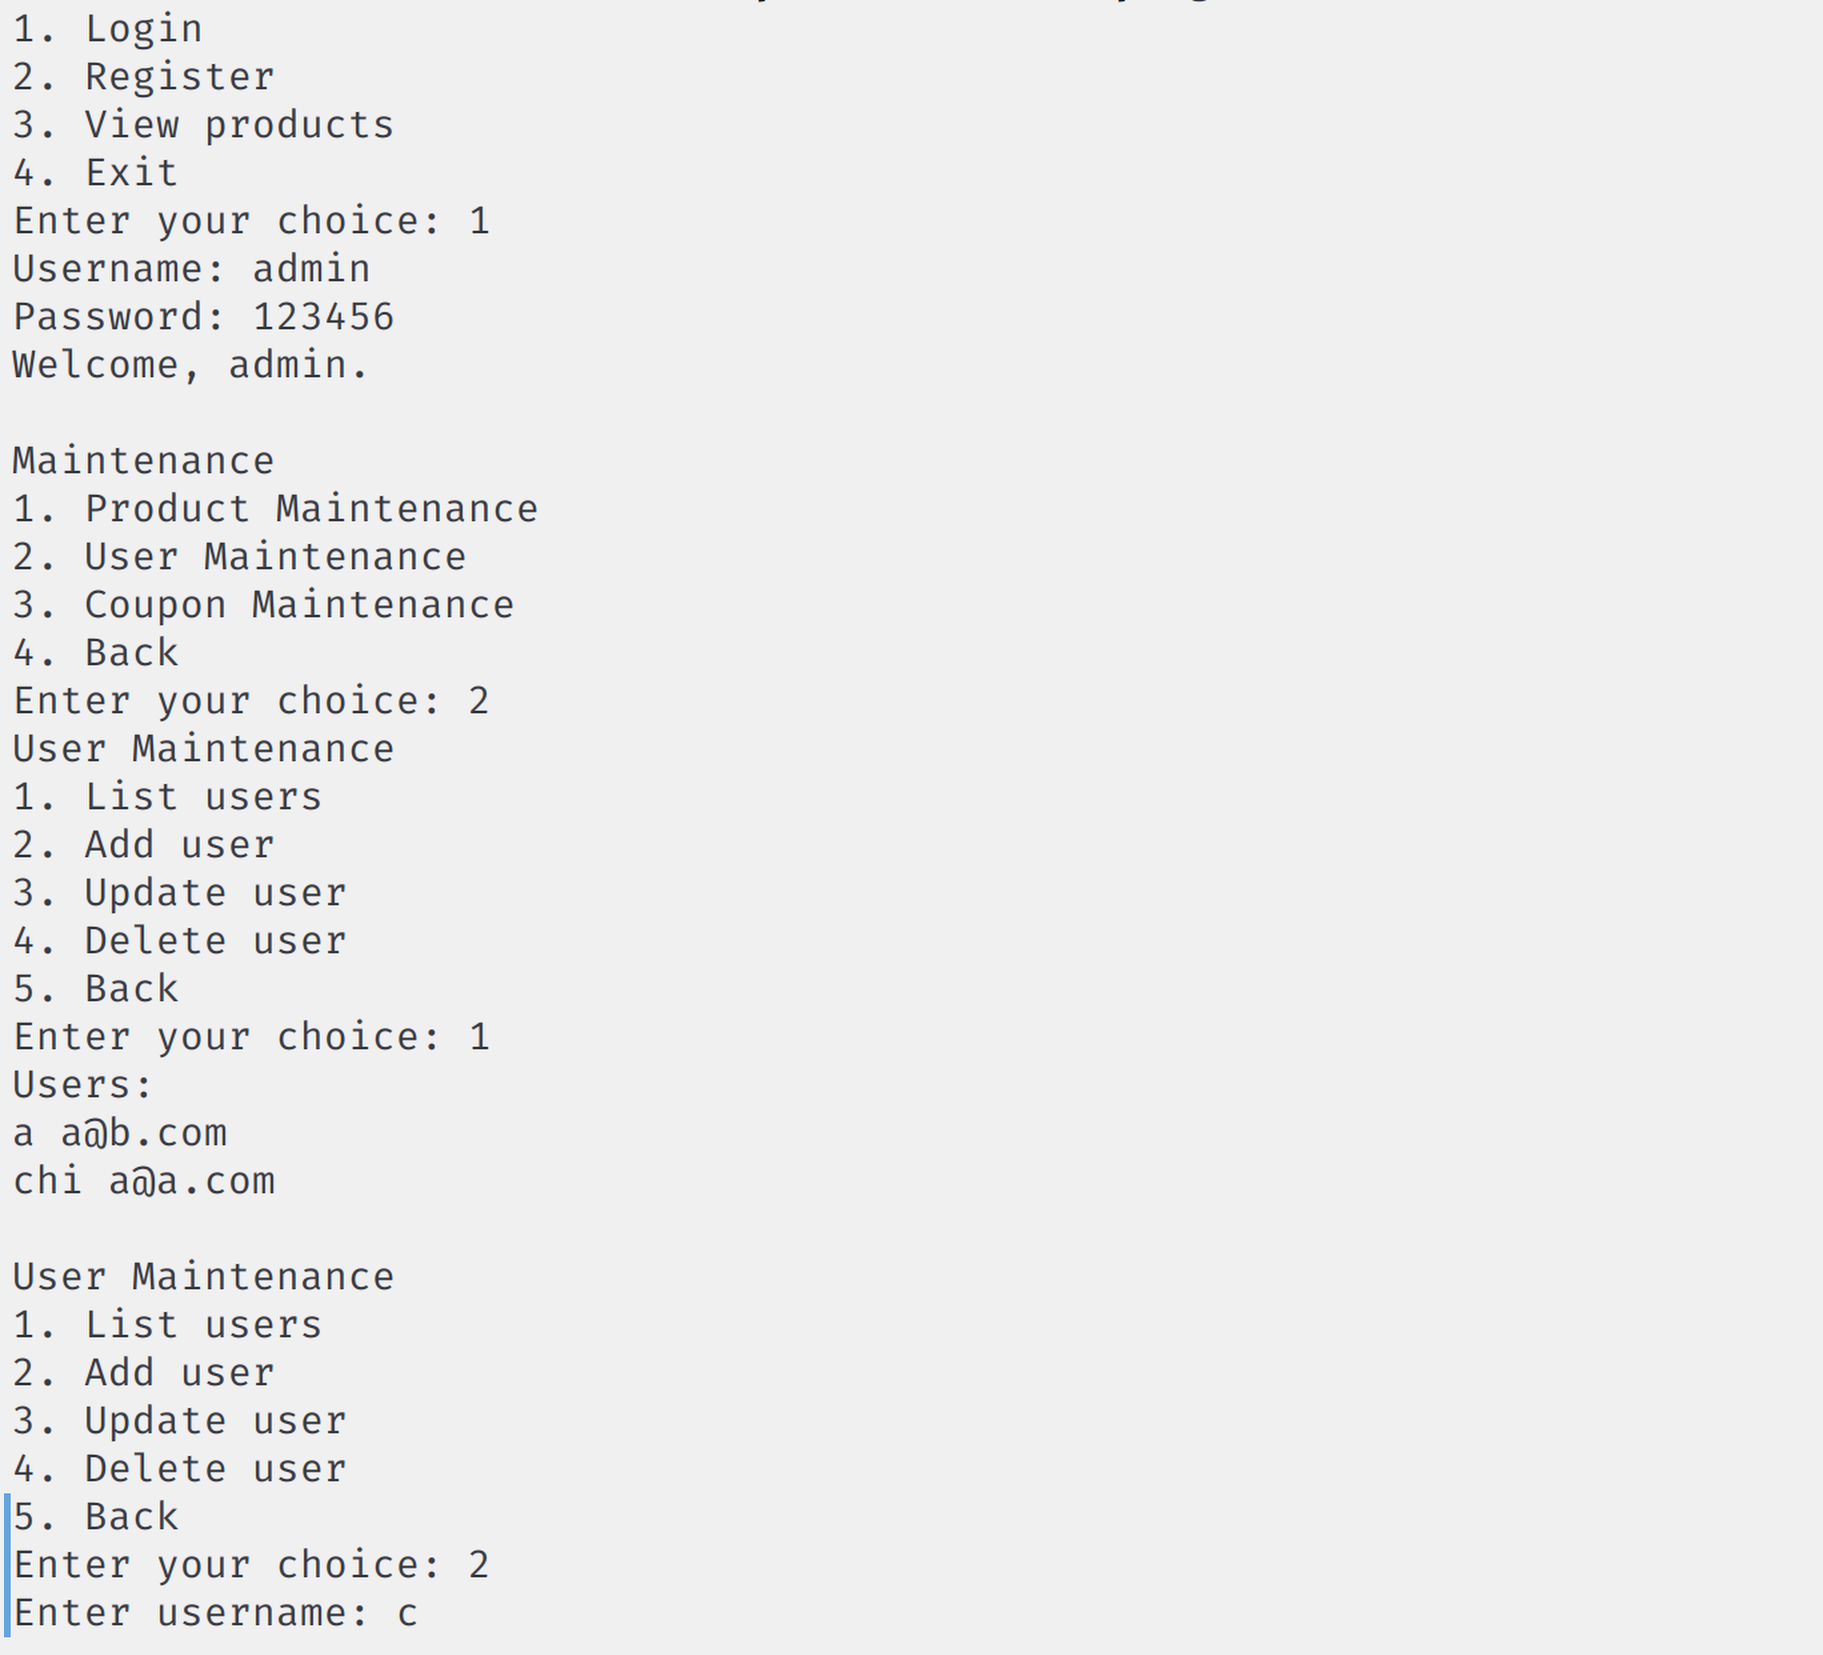 1. Login
2. Register
3. View products
4. Exit
Enter your choice: 1
Username: admin
Password: 123456
Welcome, admin.
Maintenance
1. Product Maintenance
2. User Maintenance
3. Coupon Maintenance
4. Back
Enter your choice: 2
User Maintenance
1. List users
2. Add user
3. Update user
4. Delete user
5. Back
Enter your choice: 1
Users:
a a@b.com
chi a@a.com
User Maintenance
1. List users
2. Add user
3. Update user
4. Delete user
5. Back
Enter your choice: 2
Enter username: c